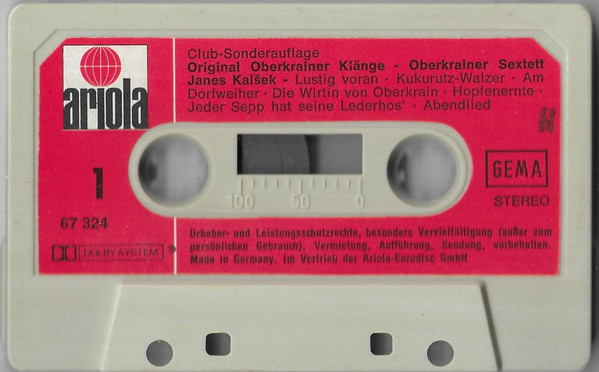 ariola
Club-Sonderauflage
Original Oberkrainer Klänge - Oberkrainer Sextett
Janes Kalšek - Lustig voran · Kukurutz-Walzer · Am
Dorfweiher · Die Wirtin von Oberkrain · Hopfenernte ·
Jeder Sepp hat seine Lederhos' · Abendlied
1
67 324
100 50 0
GEMA
STEREO
DOLBY SYSTEM ®
Urheber- und Leistungsschutzrechte, besonders Vervielfältigung (außer zum
persönlichen Gebrauch), Vermietung, Aufführung, Sendung, vorbehalten.
Made in Germany. Im Vertrieb der Ariola-Eurodisc GmbH